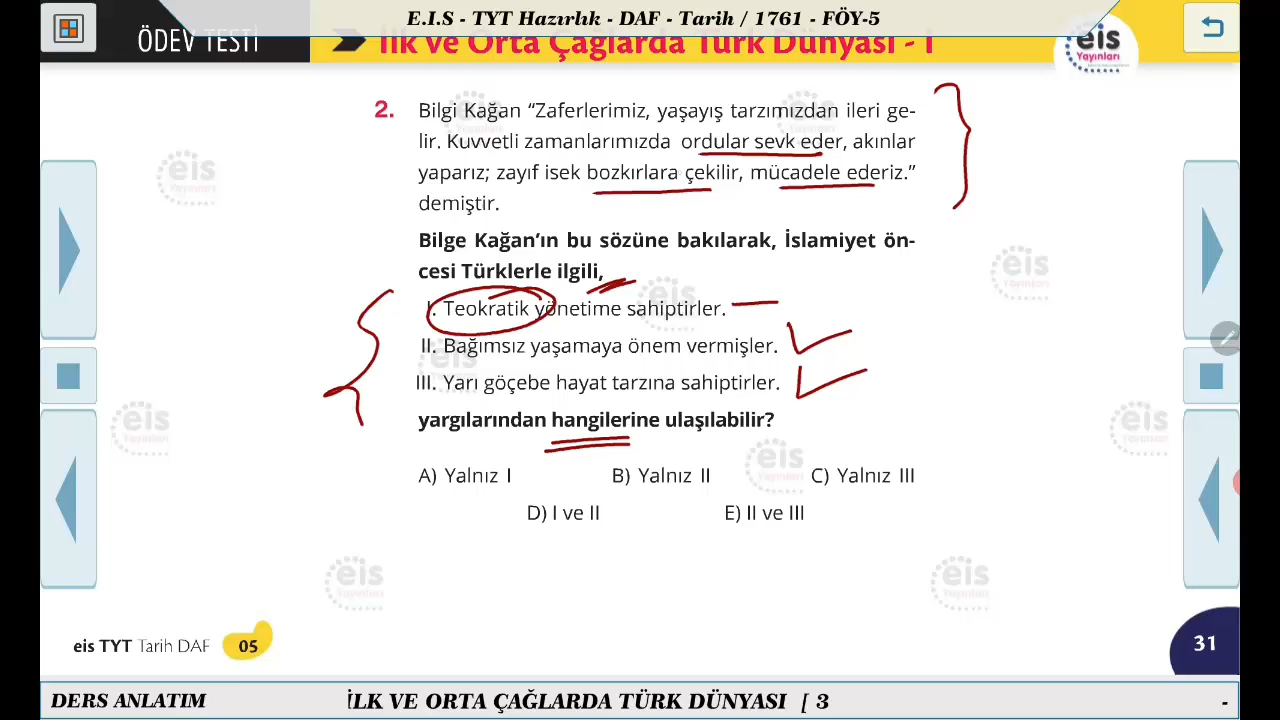 E.I.S - TYT Hazırlık - DAF - Tarih / 1761 - FÖY-5
ÖDEV TESTİ
İlk ve Orta Çağlarda Türk Dünyası - I
eis
Yayınları
2. Bilgi Kağan “Zaferlerimiz, yaşayış tarzımızdan ileri ge-
lir. Kuvvetli zamanlarımızda ordular sevk eder, akınlar
yaparız; zayıf isek bozkırlara çekilir, mücadele ederiz.”
demiştir.
Bilge Kağan’ın bu sözüne bakılarak, İslamiyet ön-
cesi Türklerle ilgili,
I. Teokratik yönetime sahiptirler.
II. Bağımsız yaşamaya önem vermişler.
III. Yarı göçebe hayat tarzına sahiptirler.
yargılarından hangilerine ulaşılabilir?
A) Yalnız I B) Yalnız II C) Yalnız III
D) I ve II E) II ve III
eis TYT Tarih DAF 05
31
DERS ANLATIM İLK VE ORTA ÇAĞLARDA TÜRK DÜNYASI [ 3 -